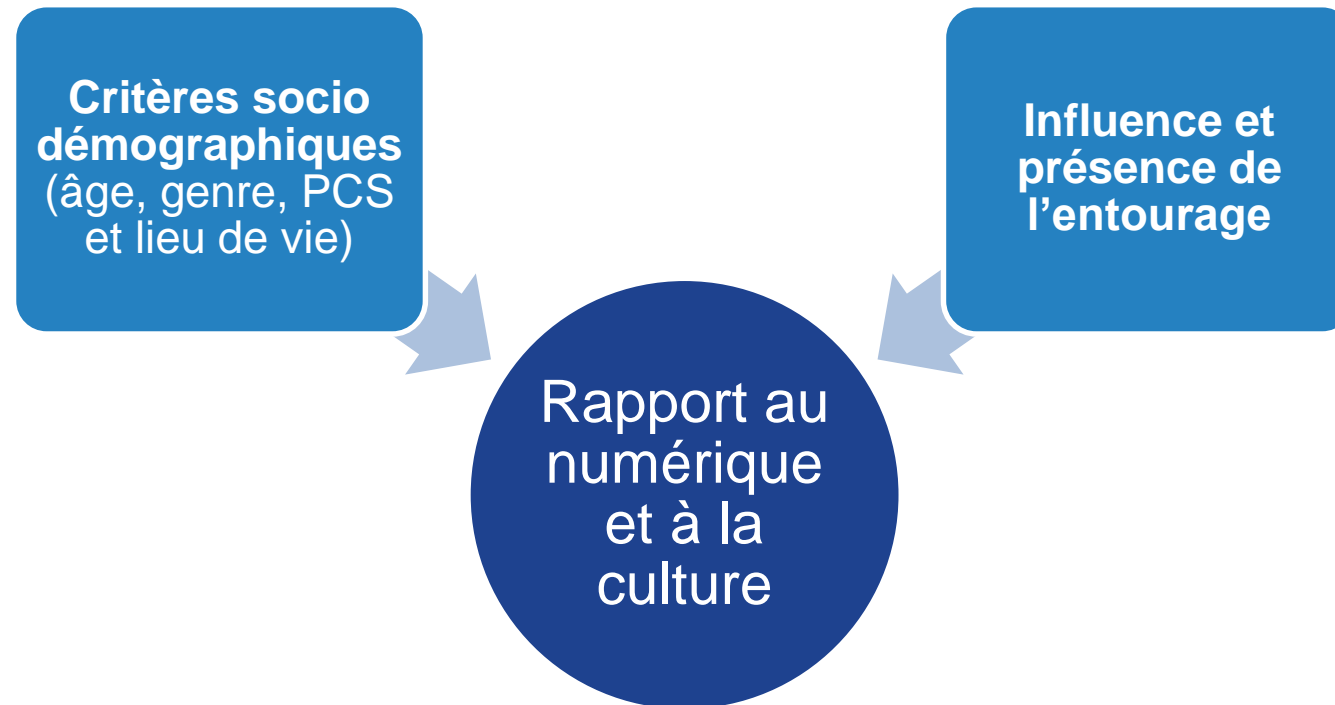 Critères socio
démographiques
(âge, genre, PCS
et lieu de vie)
Influence et
présence de
l’entourage
Rapport au
numérique
et à la
culture